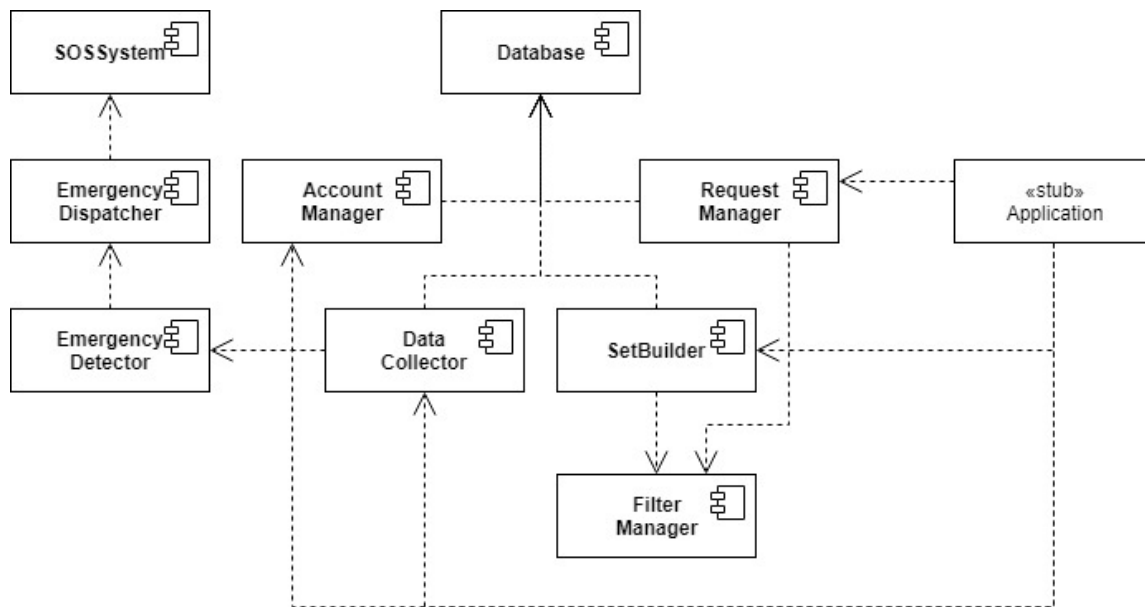 SOSSystem
Database
Emergency
Dispatcher
Account
Manager
Request
Manager
«stub»
Application
Emergency
Detector
Data
Collector
SetBuilder
Filter
Manager